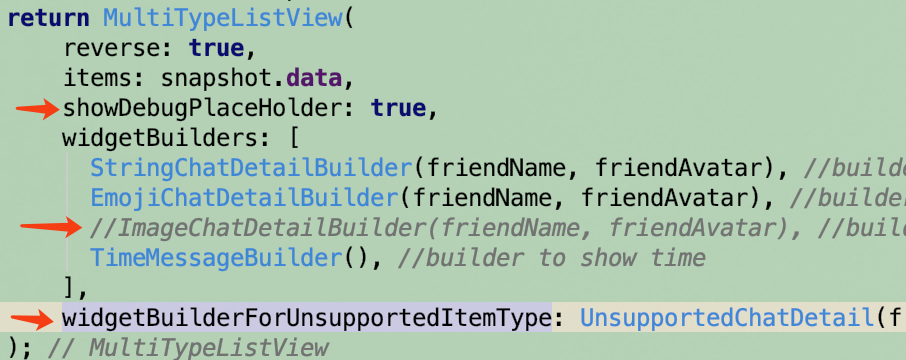 return MultiTypeListView(
reverse: true,
items: snapshot.data,
showDebugPlaceHolder: true,
widgetBuilders: [
StringChatDetailBuilder(friendName, friendAvatar), //builde
EmojiChatDetailBuilder(friendName, friendAvatar), //builder
//ImageChatDetailBuilder(friendName, friendAvatar), //buil
TimeMessageBuilder(), //builder to show time
],
widgetBuilderForUnsupportedItemType: UnsupportedChatDetail(f
); // MultiTypeListView